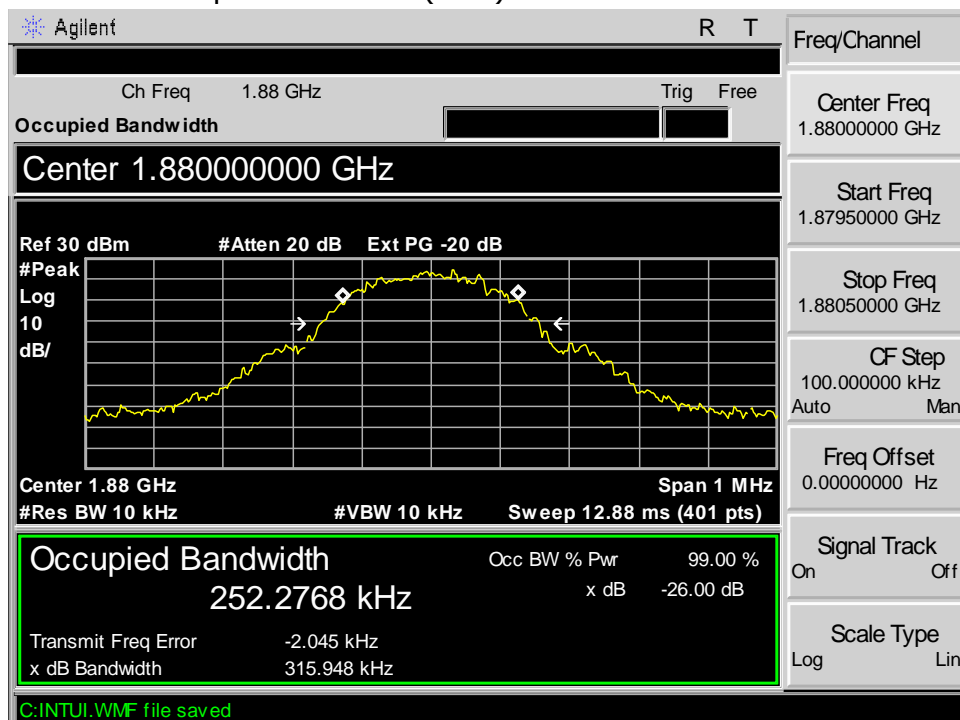 Agilent R T
Ch Freq 1.88 GHz Trig Free
Occupied Bandwidth
Center 1.880000000 GHz
Ref 30 dBm #Atten 20 dB Ext PG -20 dB
#Peak
Log
10
dB/
Center 1.88 GHz Span 1 MHz
#Res BW 10 kHz #VBW 10 kHz Sweep 12.88 ms (401 pts)
Occupied Bandwidth Occ BW % Pwr 99.00 %
252.2768 kHz x dB -26.00 dB
Transmit Freq Error -2.045 kHz
x dB Bandwidth 315.948 kHz
C:INTUI.WMF file saved
Freq/Channel
Center Freq
1.88000000 GHz
Start Freq
1.87950000 GHz
Stop Freq
1.88050000 GHz
CF Step
100.000000 kHz
Auto Man
Freq Offset
0.00000000 Hz
Signal Track
On Off
Scale Type
Log Lin